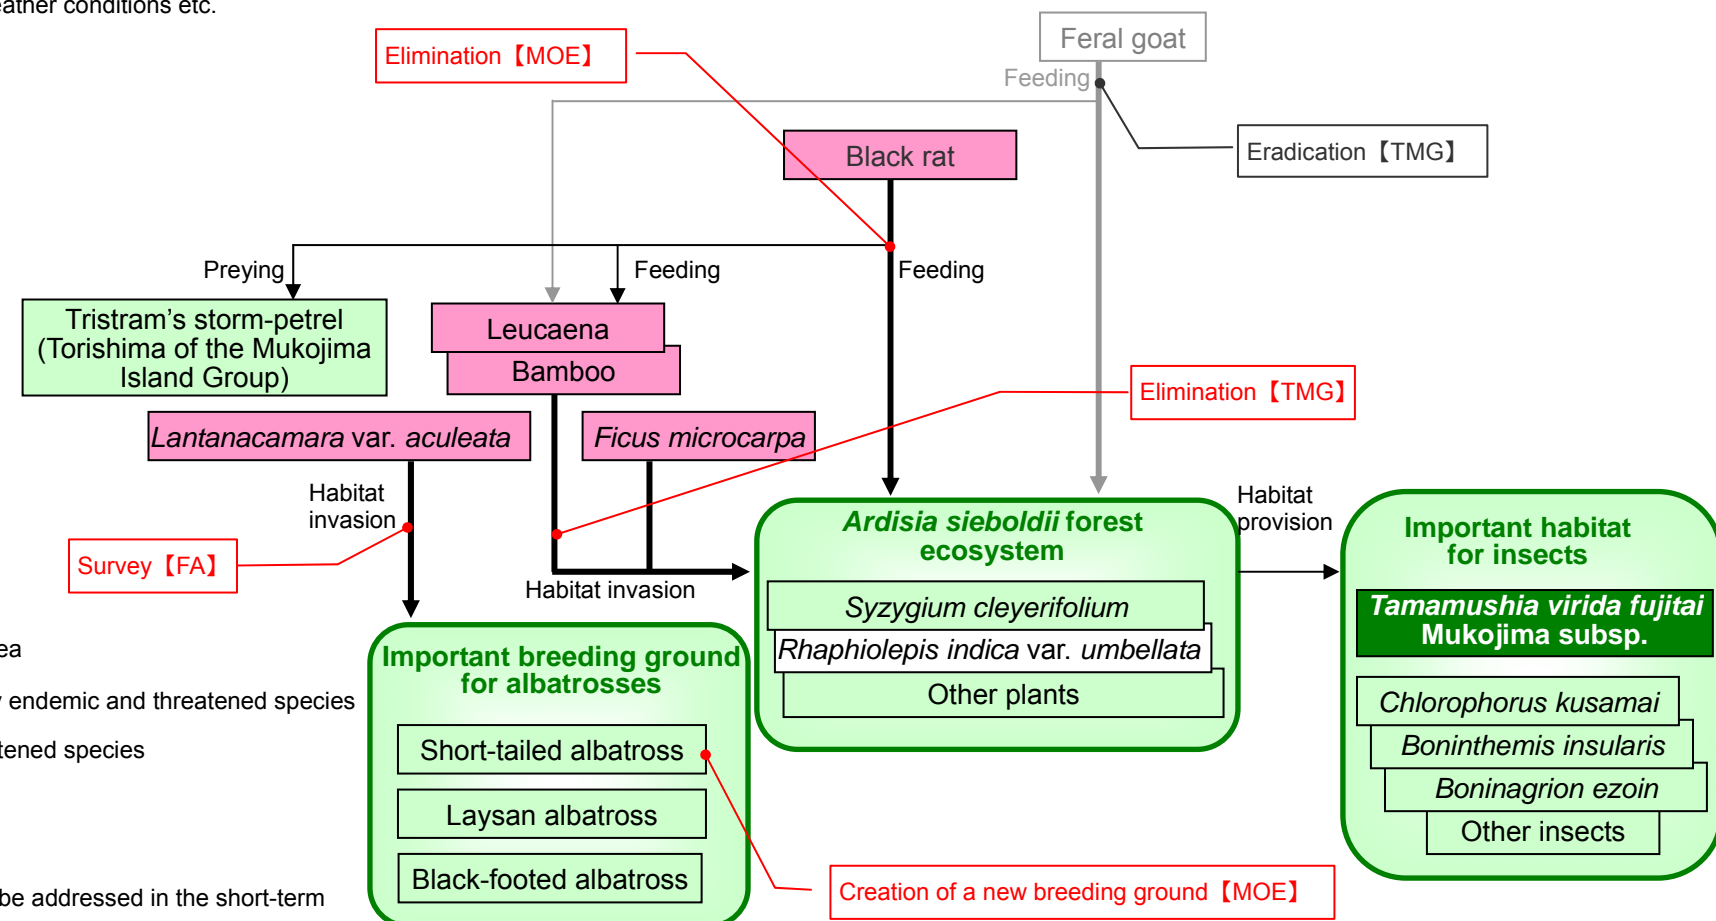 eather conditions etc.
Feral goat
Elimination【MOE】
Feeding
Black rat
Eradication【TMG】
Preying
Feeding
Feeding
Tristram's storm-petrel
(Torishima of the Mukojima
Island Group)
Leucaena
Bamboo
Elimination【TMG】
Lantanacamara var. aculeata
Ficus microcarpa
Habitat
invasion
Survey【FA】
Habitat invasion
Ardisia sieboldii forest
ecosystem
Syzygium cleyerifolium
Rhaphiolepis indica var. umbellata
Other plants
Habitat
provision
Important habitat
for insects
Tamamushia virida fujitai
Mukojima subsp.
Chlorophorus kusamai
Boninthemis insularis
Boninagrion ezoin
Other insects
ea
y endemic and threatened species
tened species
be addressed in the short-term
Important breeding ground
for albatrosses
Short-tailed albatross
Laysan albatross
Black-footed albatross
Creation of a new breeding ground【MOE】